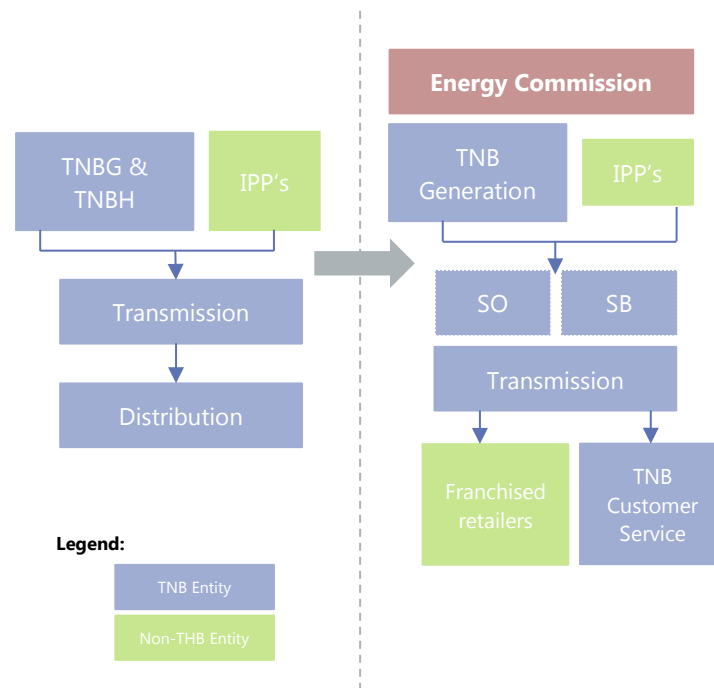 TNBG &
TNBH
IPP's
Transmission
Distribution
Legend:
TNB Entity
Non-THB Entity
Energy Commission
TNB
Generation
IPP's
SO
SB
Transmission
Franchised
retailers
TNB
Customer
Service